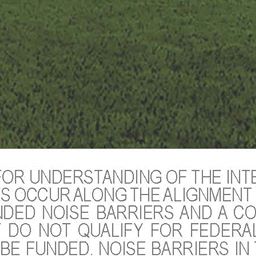 FOR UNDERSTANDING OF THE INTE
S OCCUR ALONG THE ALIGNMENT
NDED NOISE BARRIERS AND A CO
DO NOT QUALIFY FOR FEDERAL
BE FUNDED. NOISE BARRIERS IN